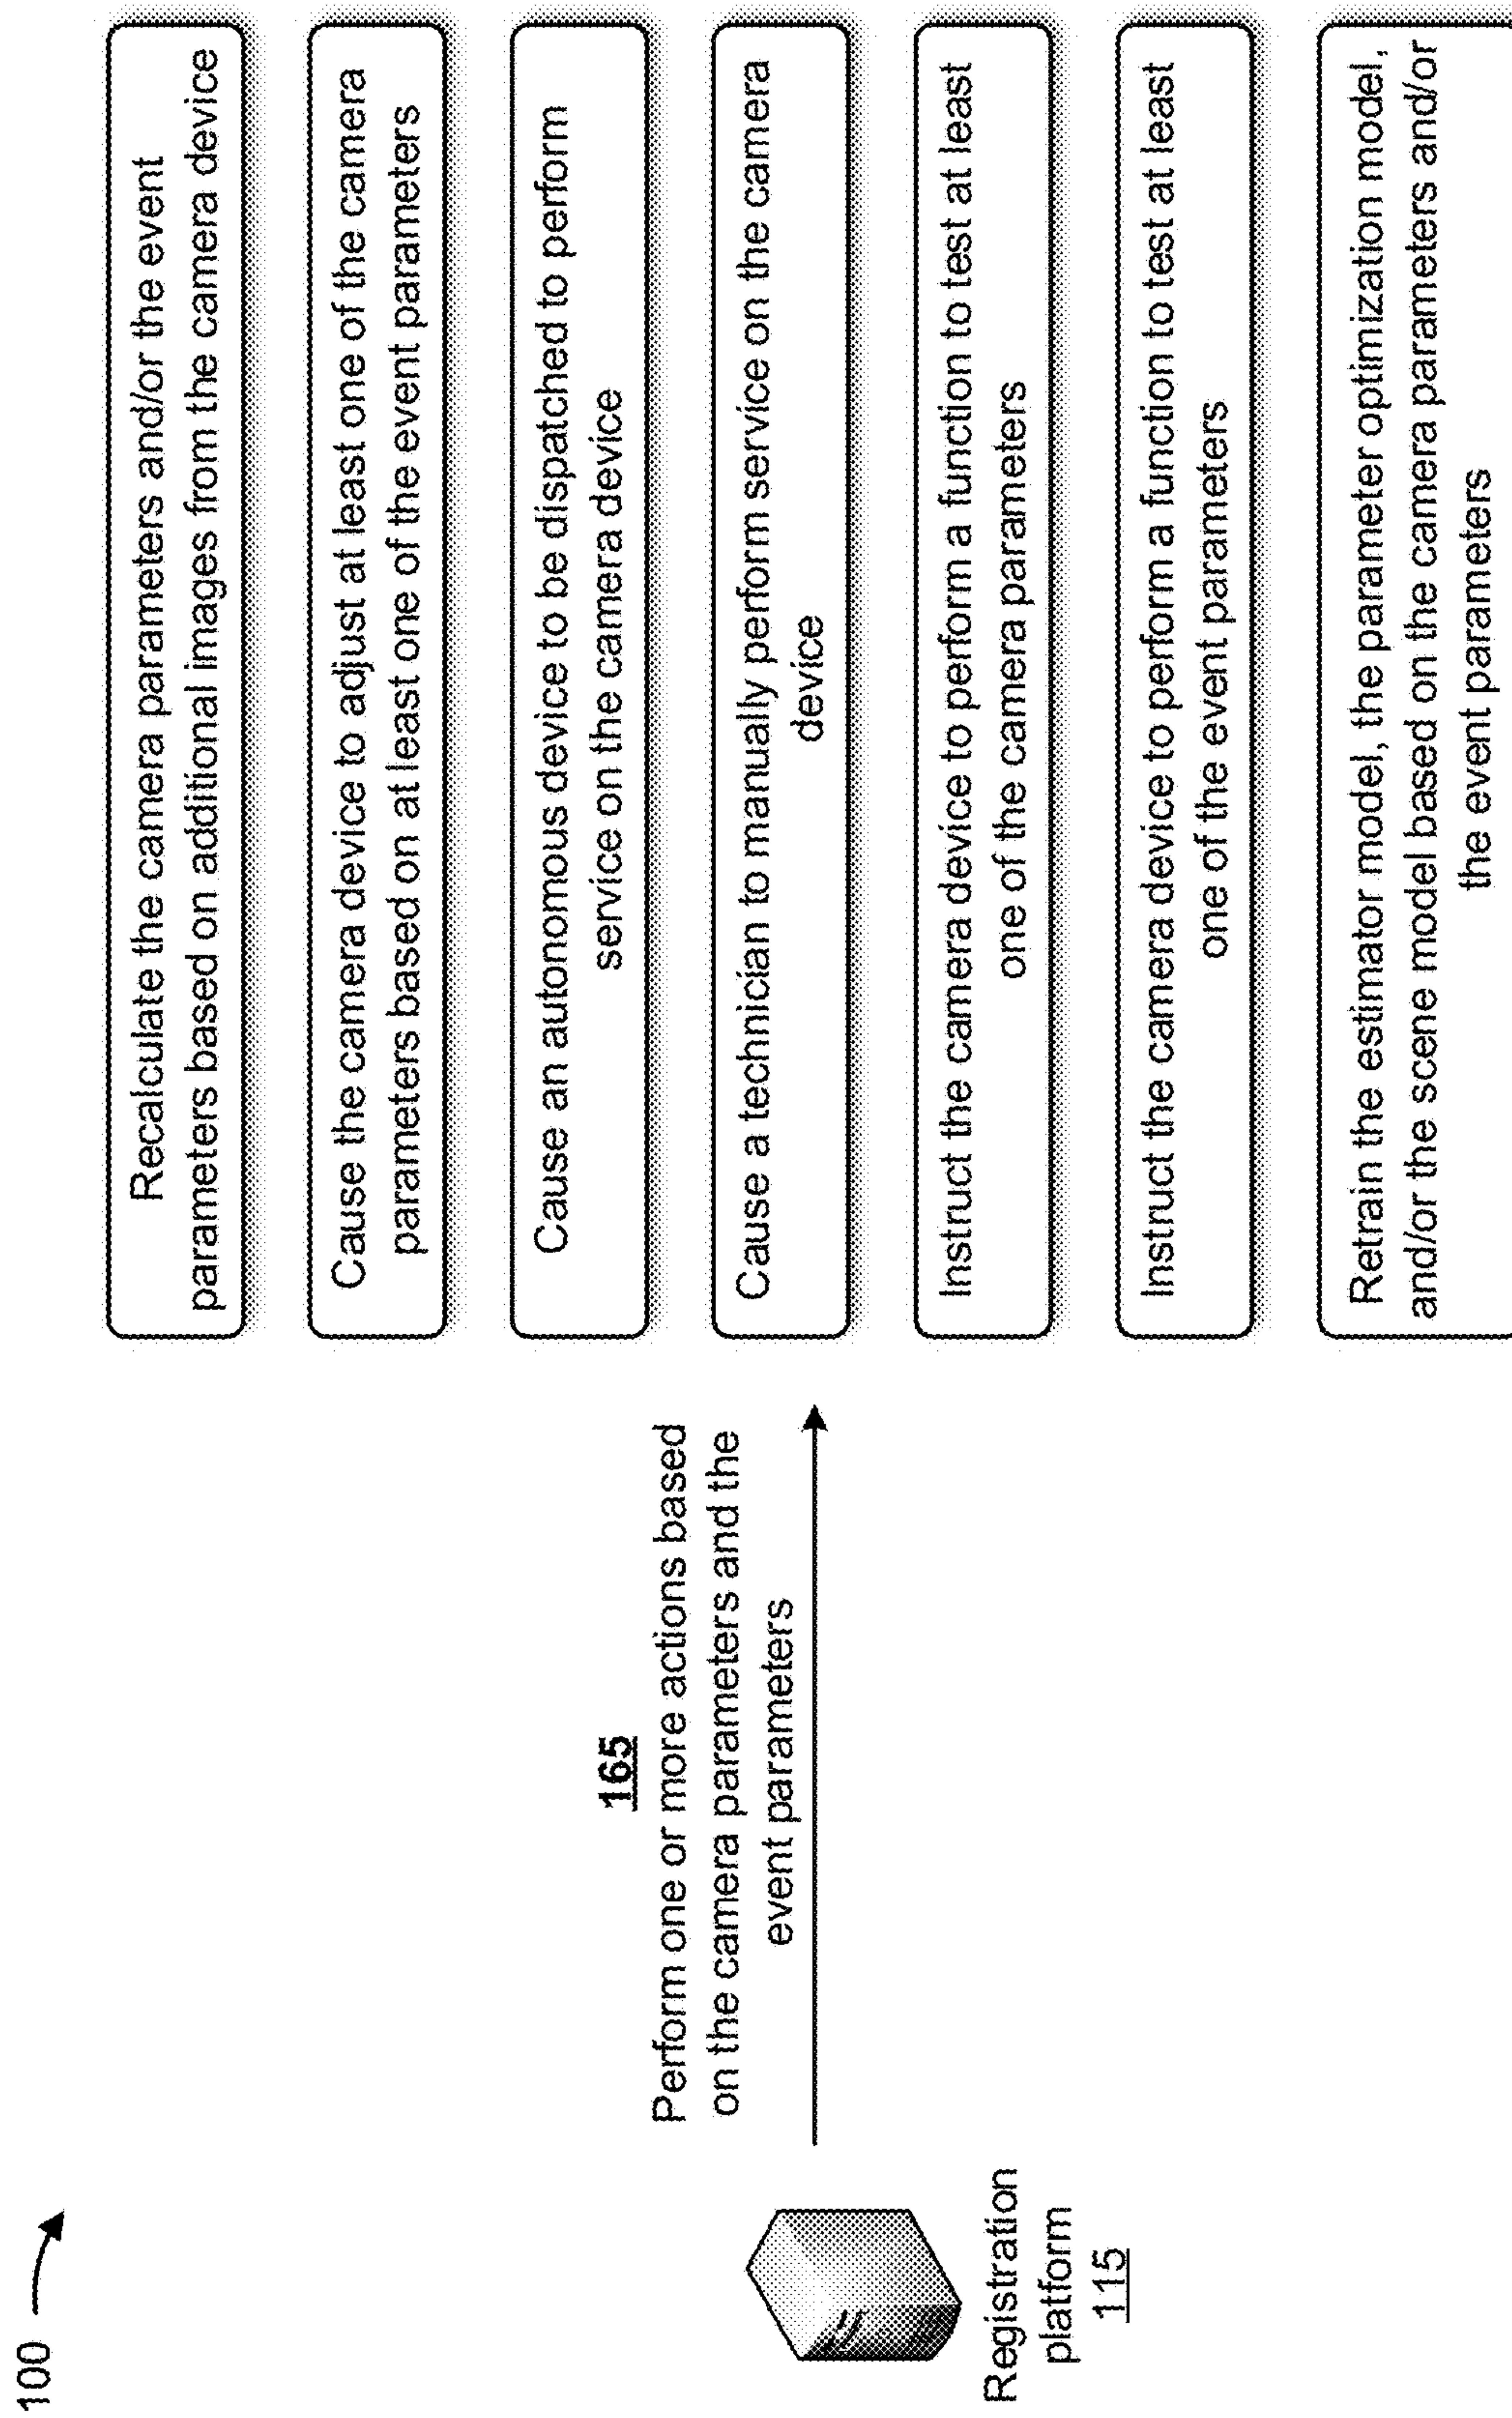 100
165
Perform one or more actions based
on the camera parameters and the
event parameters
Registration
platform
115
Recalculate the camera parameters and/or the event
parameters based on additional images from the camera device
Cause the camera device to adjust at least one of the camera
parameters based on at least one of the event parameters
Cause an autonomous device to be dispatched to perform
service on the camera device
Cause a technician to manually perform service on the camera
device
Instruct the camera device to perform a function to test at least
one of the camera parameters
Instruct the camera device to perform a function to test at least
one of the event parameters
Retrain the estimator model, the parameter optimization model,
and/or the scene model based on the camera parameters and/or
the event parameters